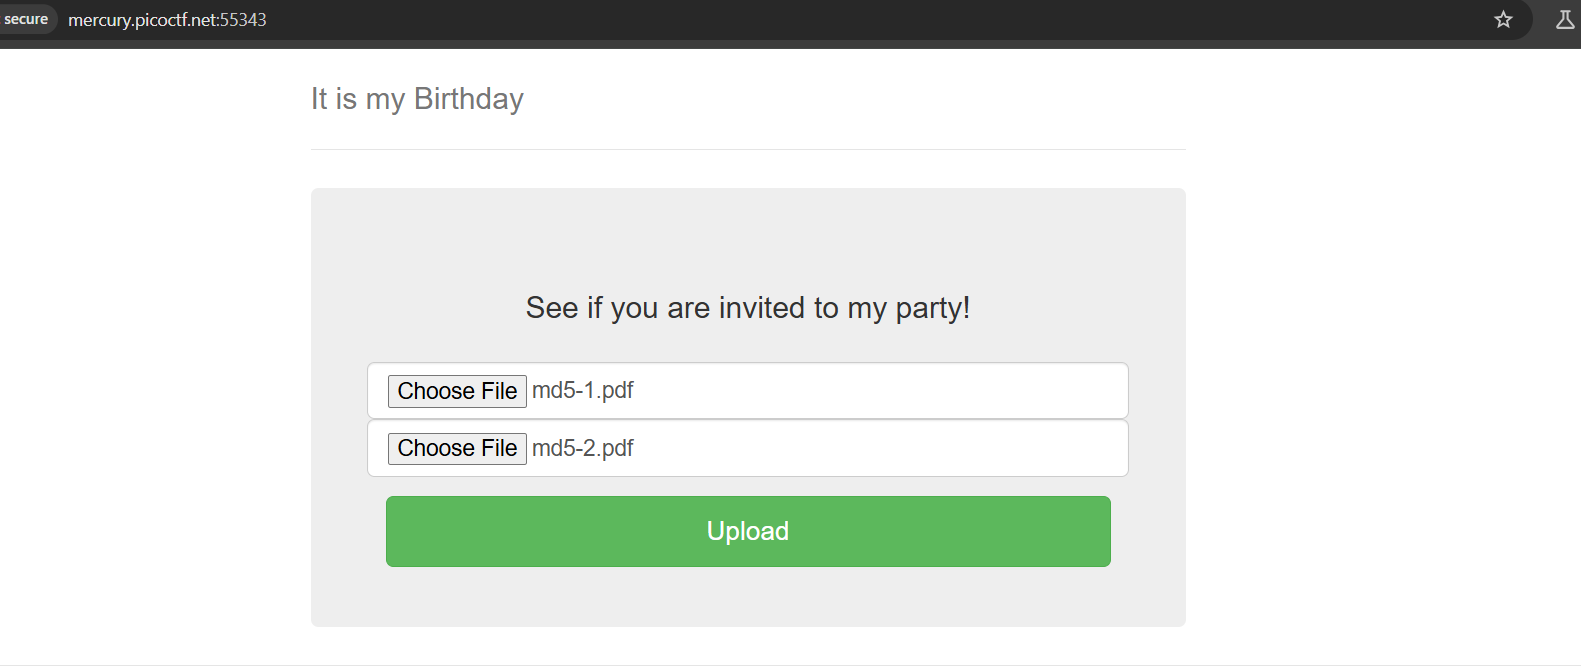 secure mercury.picoctf.net:55343
It is my Birthday
See if you are invited to my party!
Choose File md5-1.pdf
Choose File md5-2.pdf
Upload